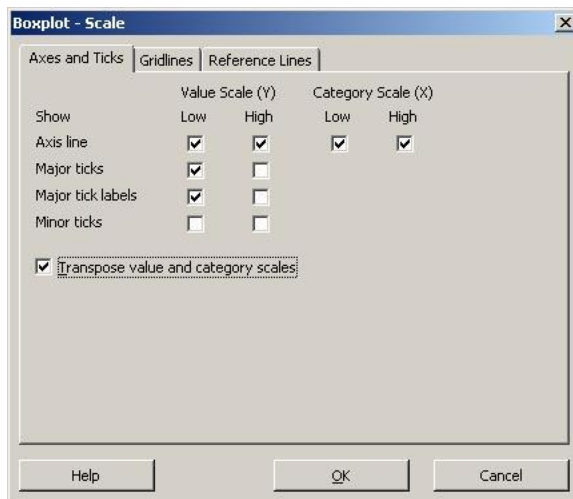 Boxplot - Scale
Axes and Ticks Gridlines Reference Lines
Value Scale (Y) Category Scale (X)
Show Low High Low High
Axis line
Major ticks
Major tick labels
Minor ticks
Transpose value and category scales
Help OK Cancel